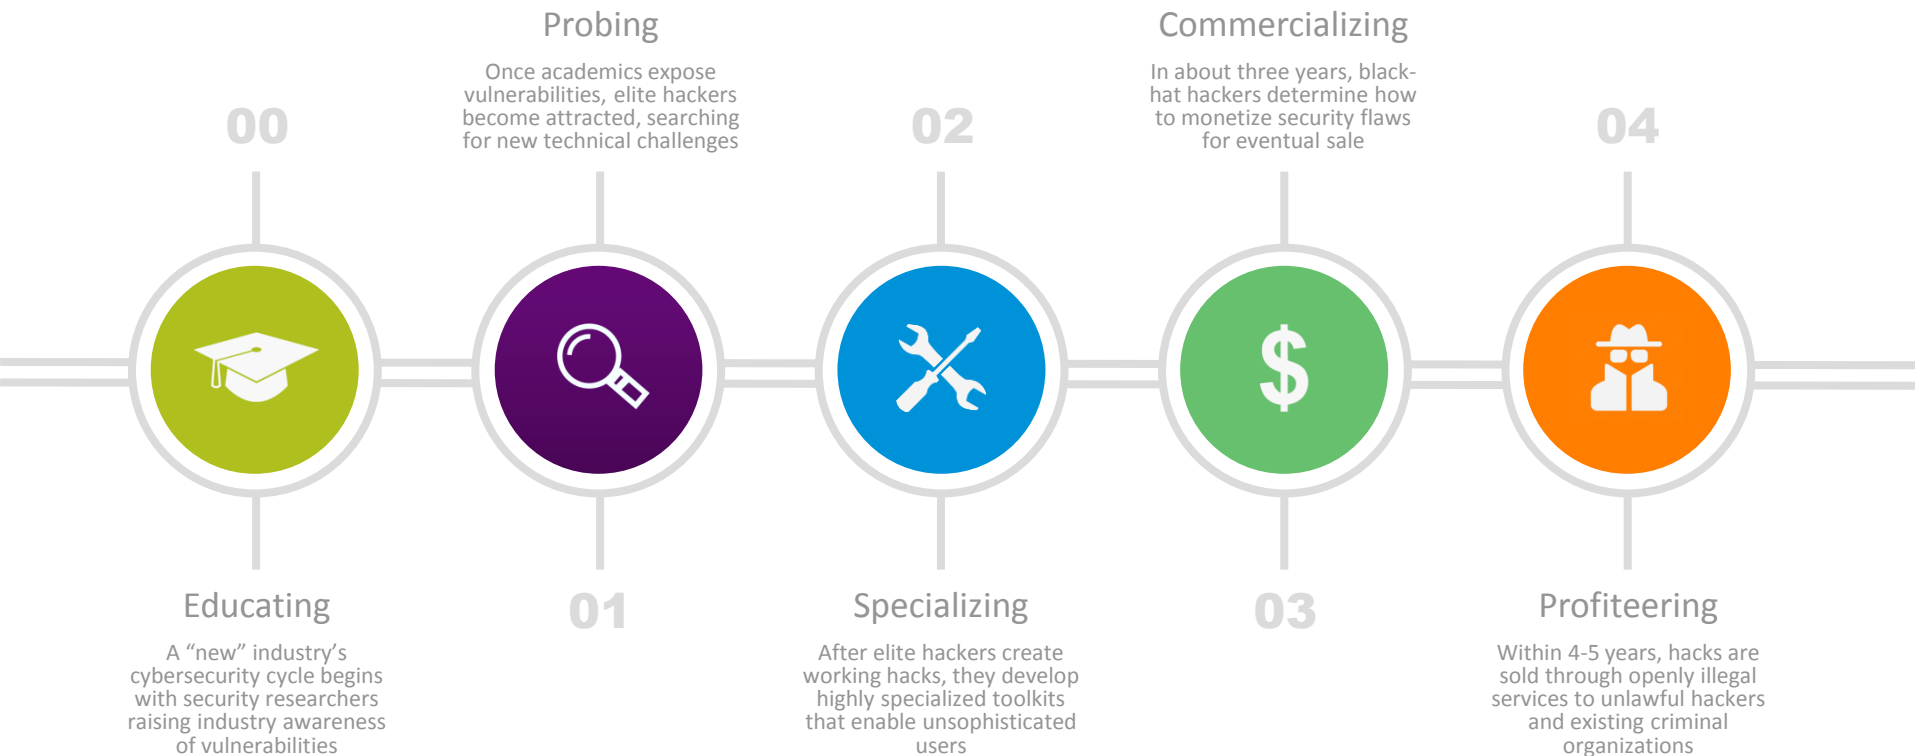 00
Educating
A “new” industry’s
cybersecurity cycle begins
with security researchers
raising industry awareness
of vulnerabilities
Probing
Once academics expose
vulnerabilities, elite hackers
become attracted, searching
for new technical challenges
01
02
Specializing
After elite hackers create
working hacks, they develop
highly specialized toolkits
that enable unsophisticated
users
Commercializing
In about three years, black-
hat hackers determine how
to monetize security flaws
for eventual sale
$
03
04
Profiteering
Within 4-5 years, hacks are
sold through openly illegal
services to unlawful hackers
and existing criminal
organizations